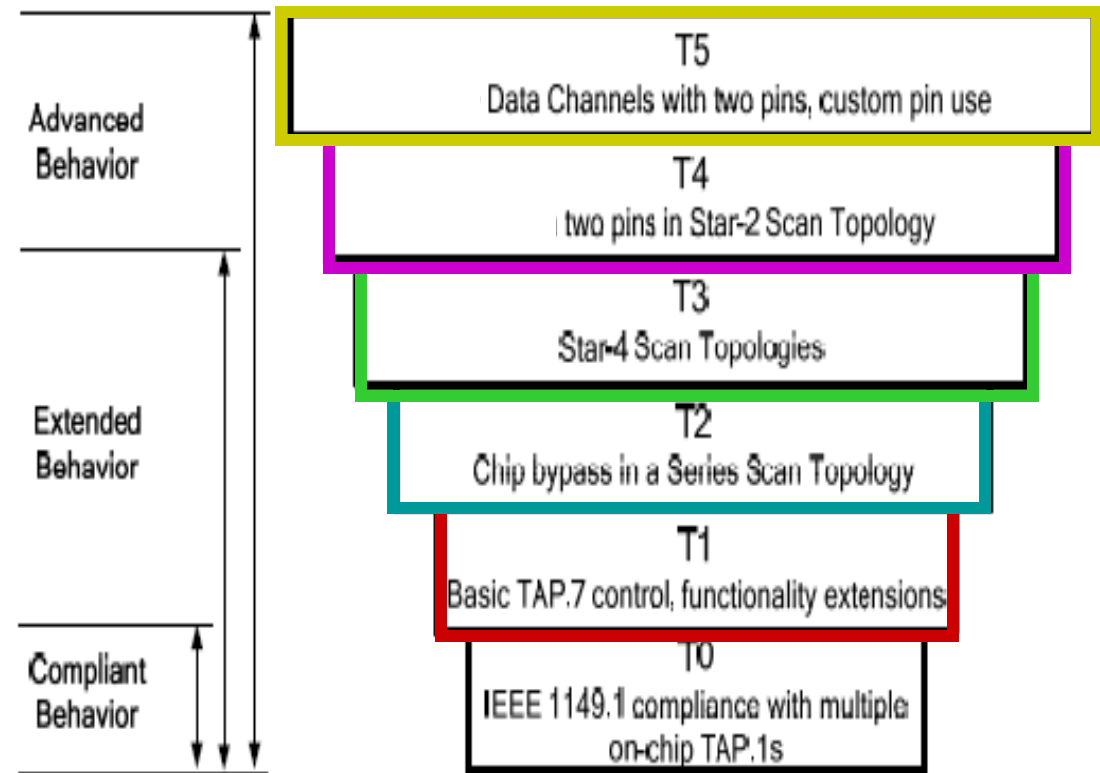 T5
Data Channels with two pins, custom pin use
Advanced
Behavior
T4
two pins in Star-2 Scan Topology
T3
Star-4 Scan Topologies
Extended
Behavior
T2
Chip bypass in a Series Scan Topology
T1
Basic TAP.7 control, functionality extensions
Compliant
Behavior
T0
IEEE 1149.1 compliance with multiple
on-chip TAP.1s